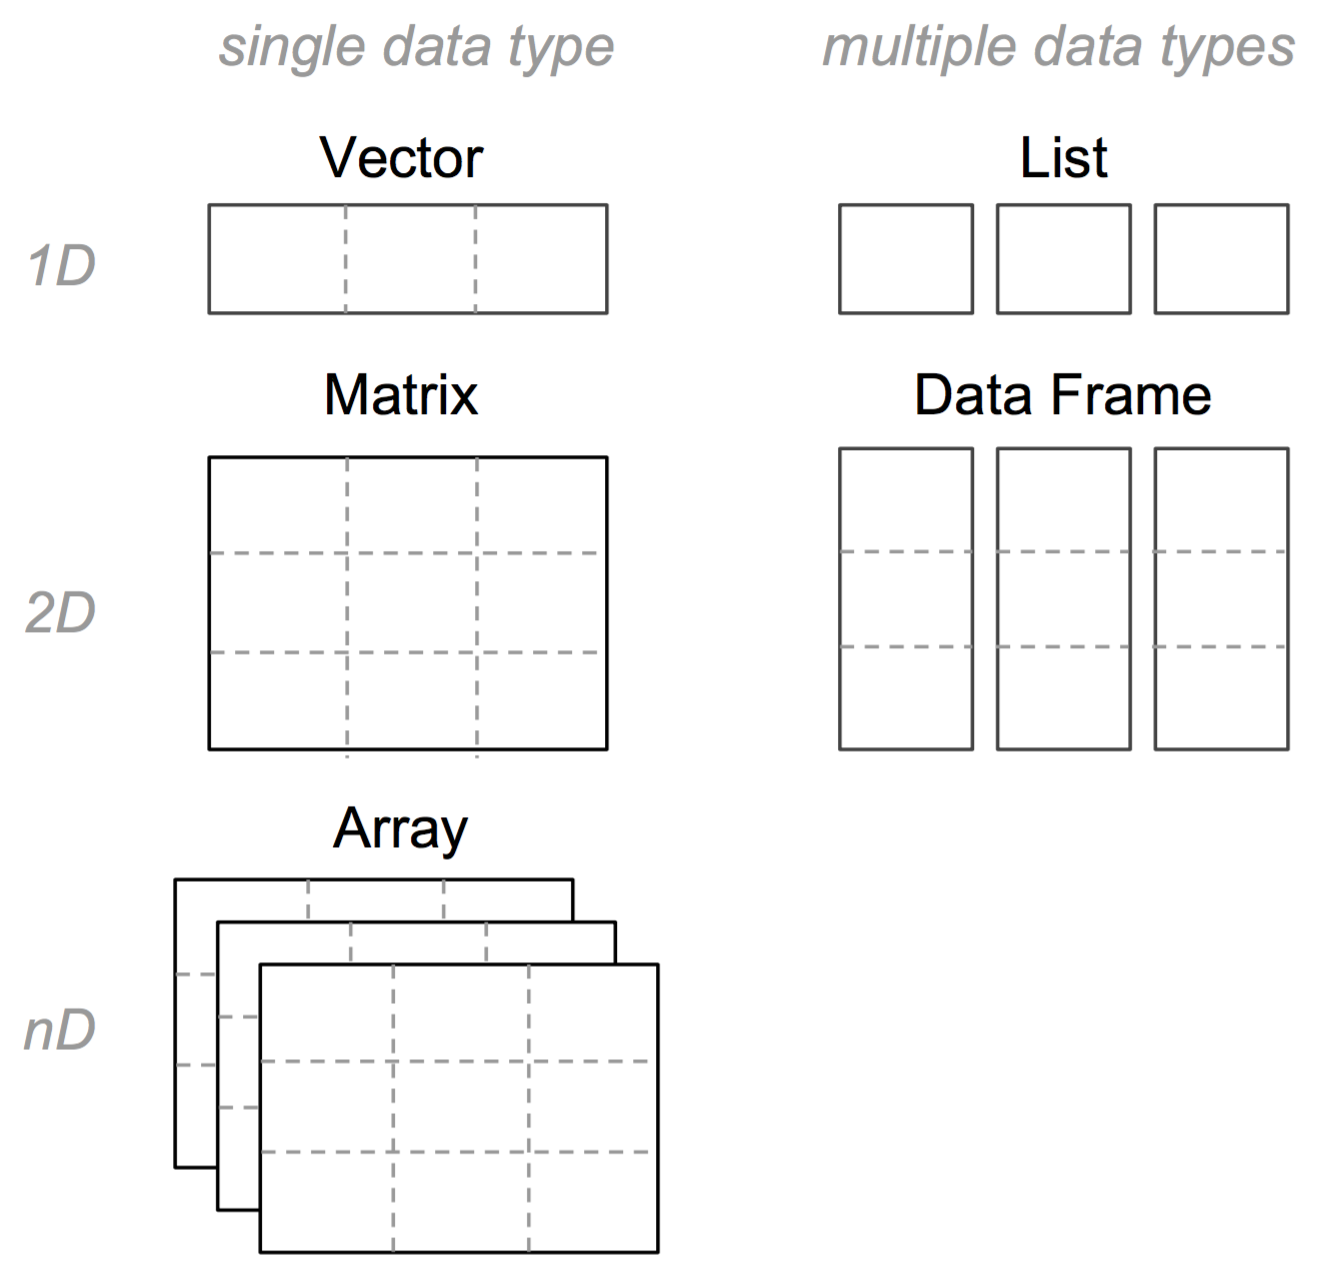 single data type
multiple data types
Vector
List
1D
Matrix
Data Frame
2D
Array
nD